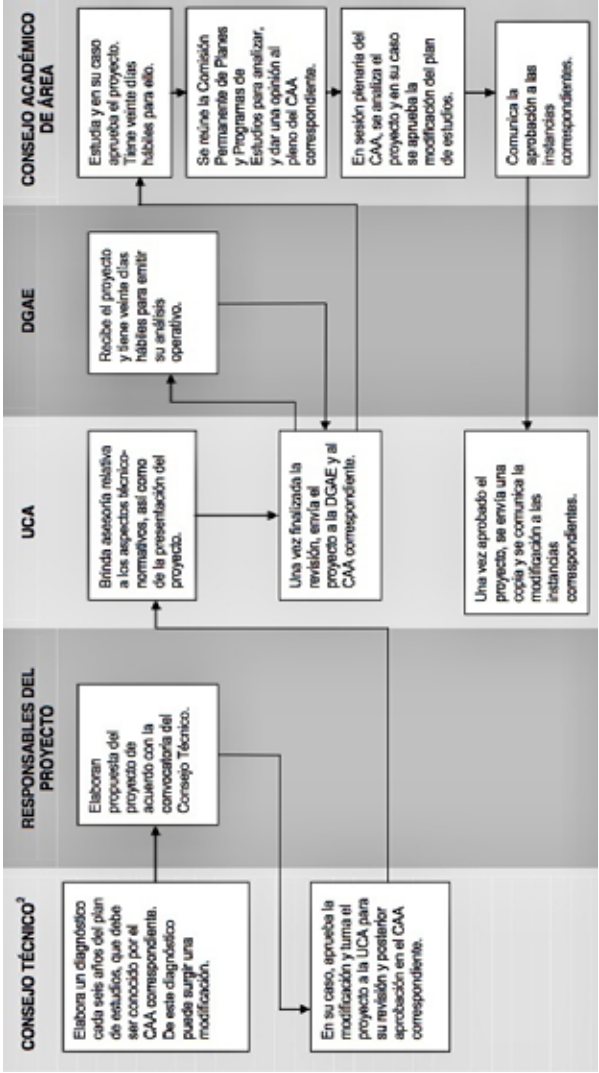 CONSEJO TÉCNICO²
Elabora un diagnóstico
cada seis años del plan
de estudios, que debe
ser conocido por el
CAA correspondiente.
De este diagnóstico
puede surgir una
modificación.
En su caso, aprueba la
modificación y turna el
proyecto a la UCA para
su revisión y posterior
aprobación en el CAA
correspondiente.
RESPONSABLES DEL
PROYECTO
Elaboran
propuesta del
proyecto de
acuerdo con la
convocatoria del
Consejo Técnico.
UCA
Brinda asesoría relativa
a los aspectos técnico-
normativos, así como
de la presentación del
proyecto.
Una vez finalizada la
revisión, envía el
proyecto a la DGAE y al
CAA correspondiente.
Una vez aprobado el
proyecto, se envía una
copia y se comunica la
modificación a las
instancias
correspondientes.
DGAE
Recibe el proyecto
y tiene veinte días
hábiles para emitir
su análisis
operativo.
CONSEJO ACADÉMICO
DE ÁREA
Estudia y en su caso
aprueba el proyecto.
Tiene veinte días
hábiles para ello.
Se reúne la Comisión
Permanente de Planes
y Programas de
Estudios para analizar,
y dar una opinión al
pleno del CAA
correspondiente.
En sesión plenaria del
CAA, se analiza el
proyecto y en su caso
se aprueba la
modificación del plan
de estudios.
Comunica la
aprobación a las
instancias
correspondientes.